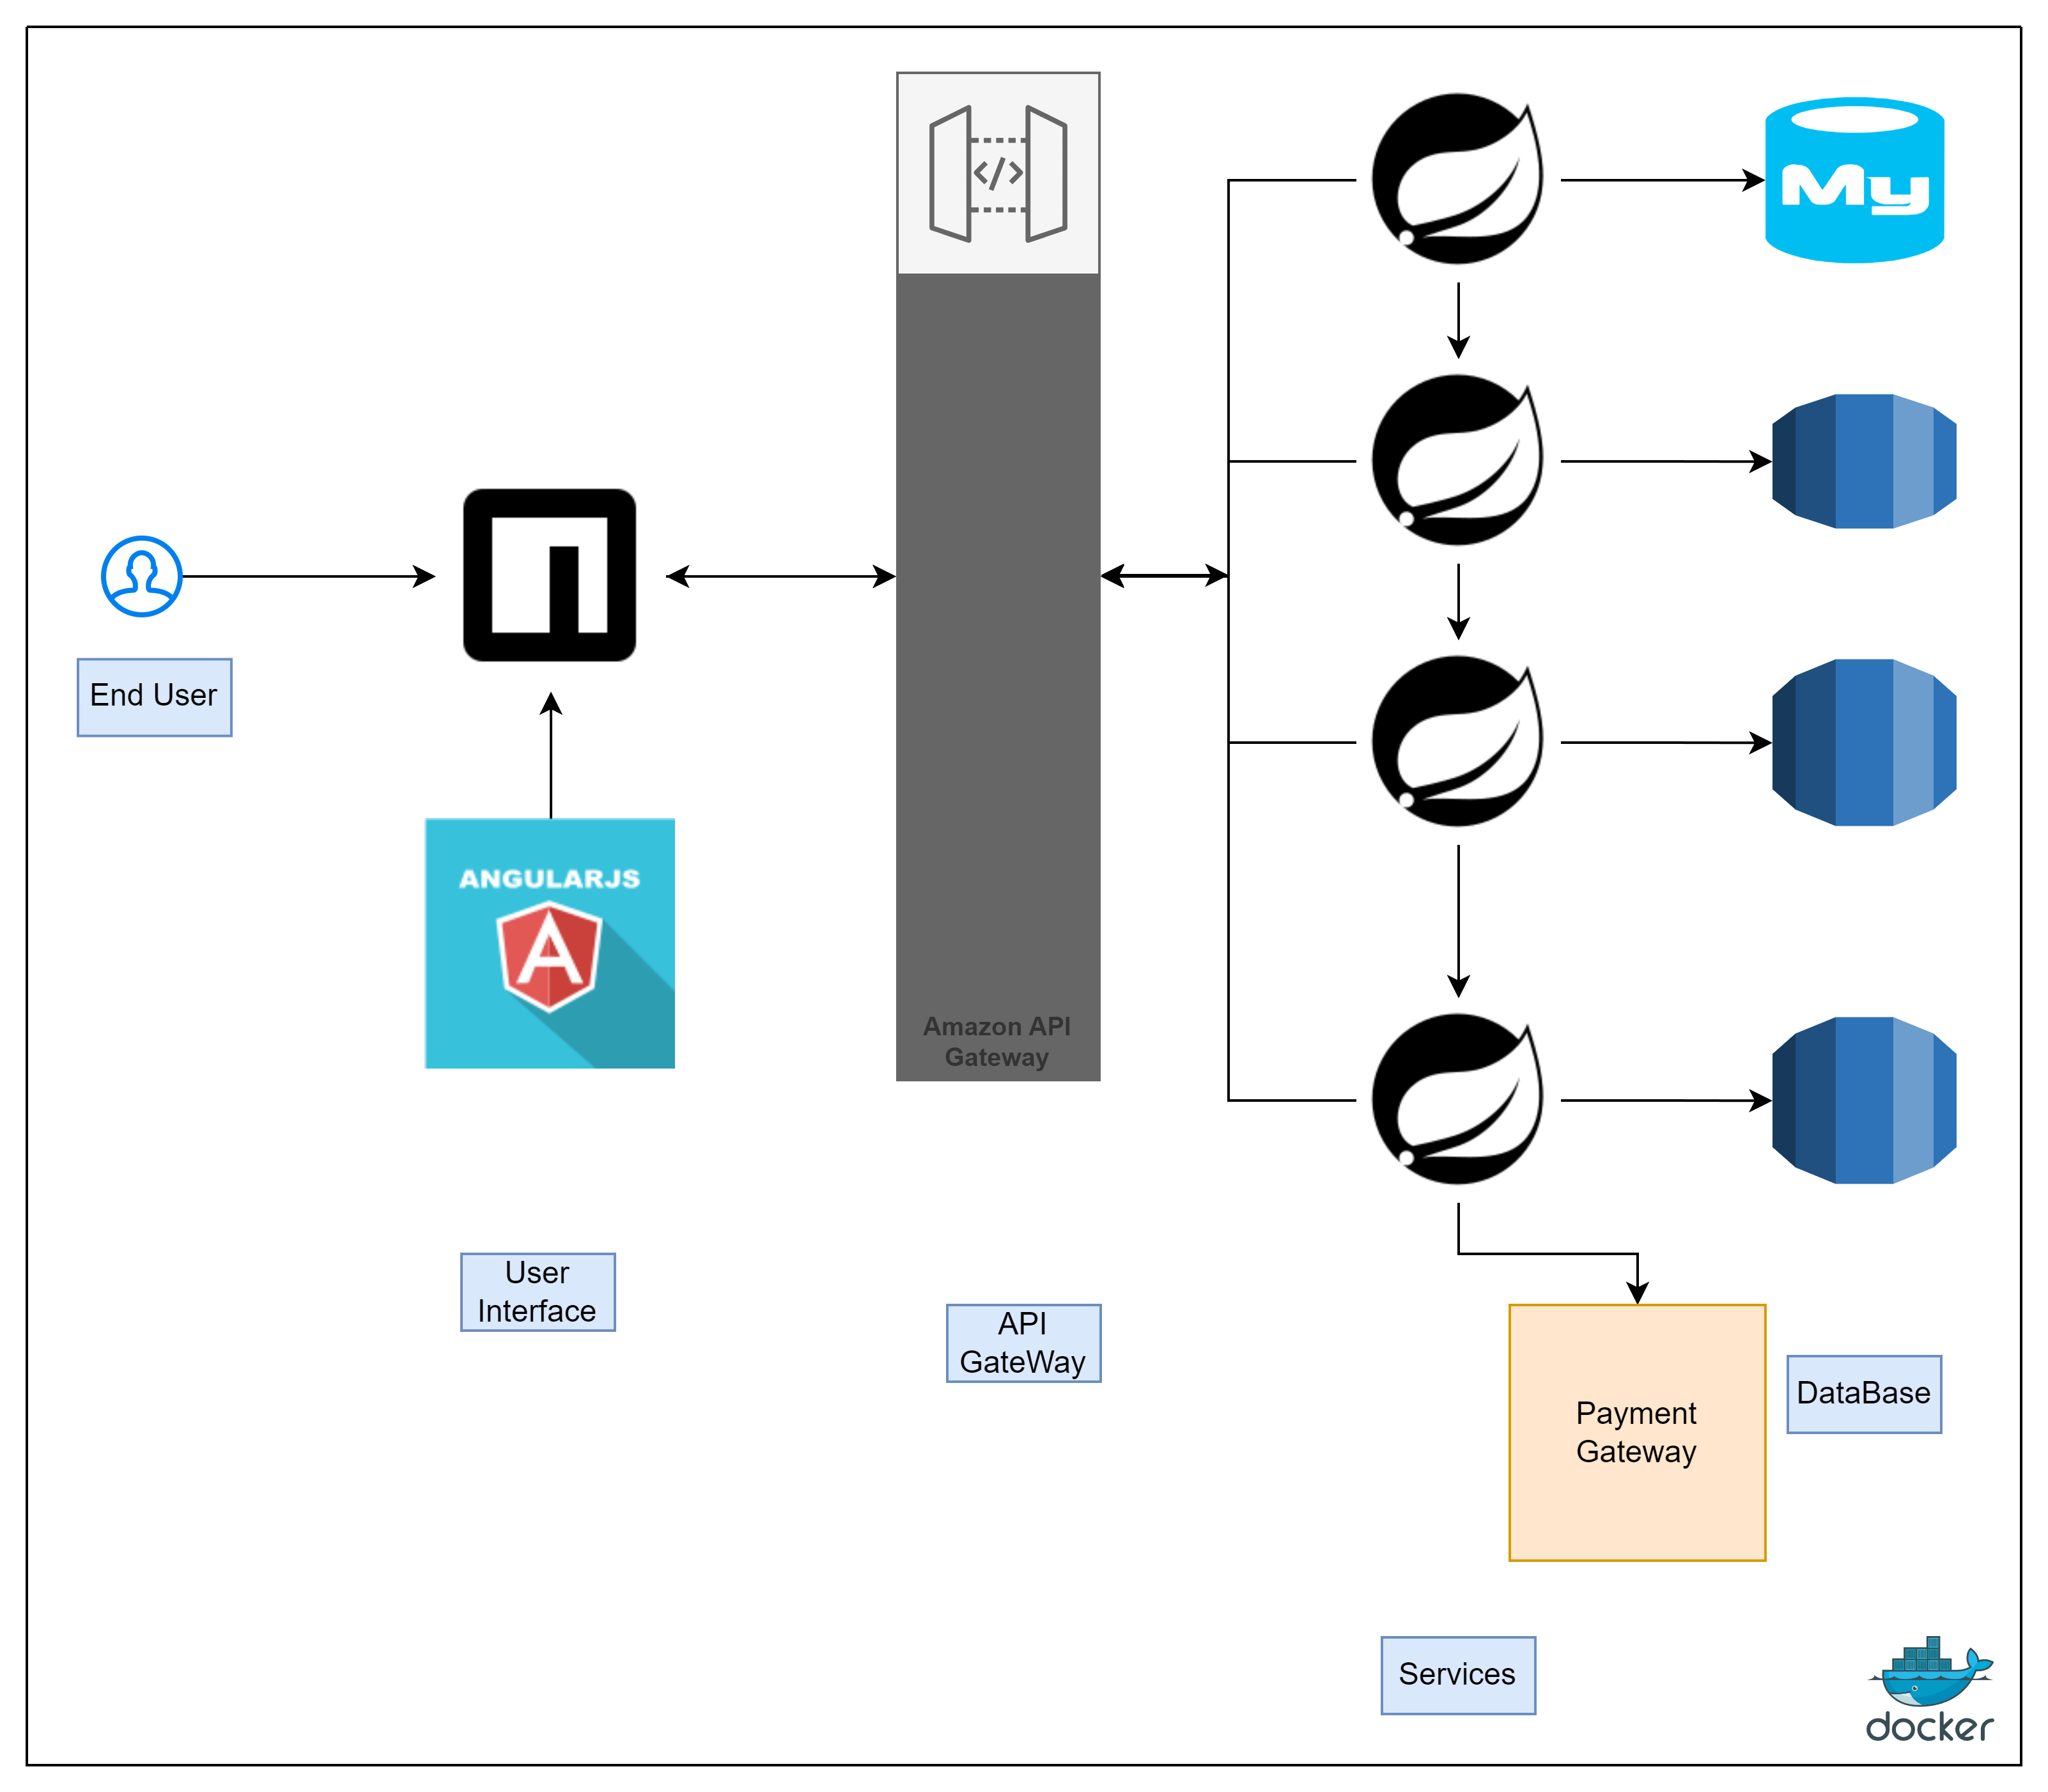 My
End User
ANGULARJS
Amazon API
Gateway
User
Interface
API
GateWay
Payment
Gateway
DataBase
Services
docker